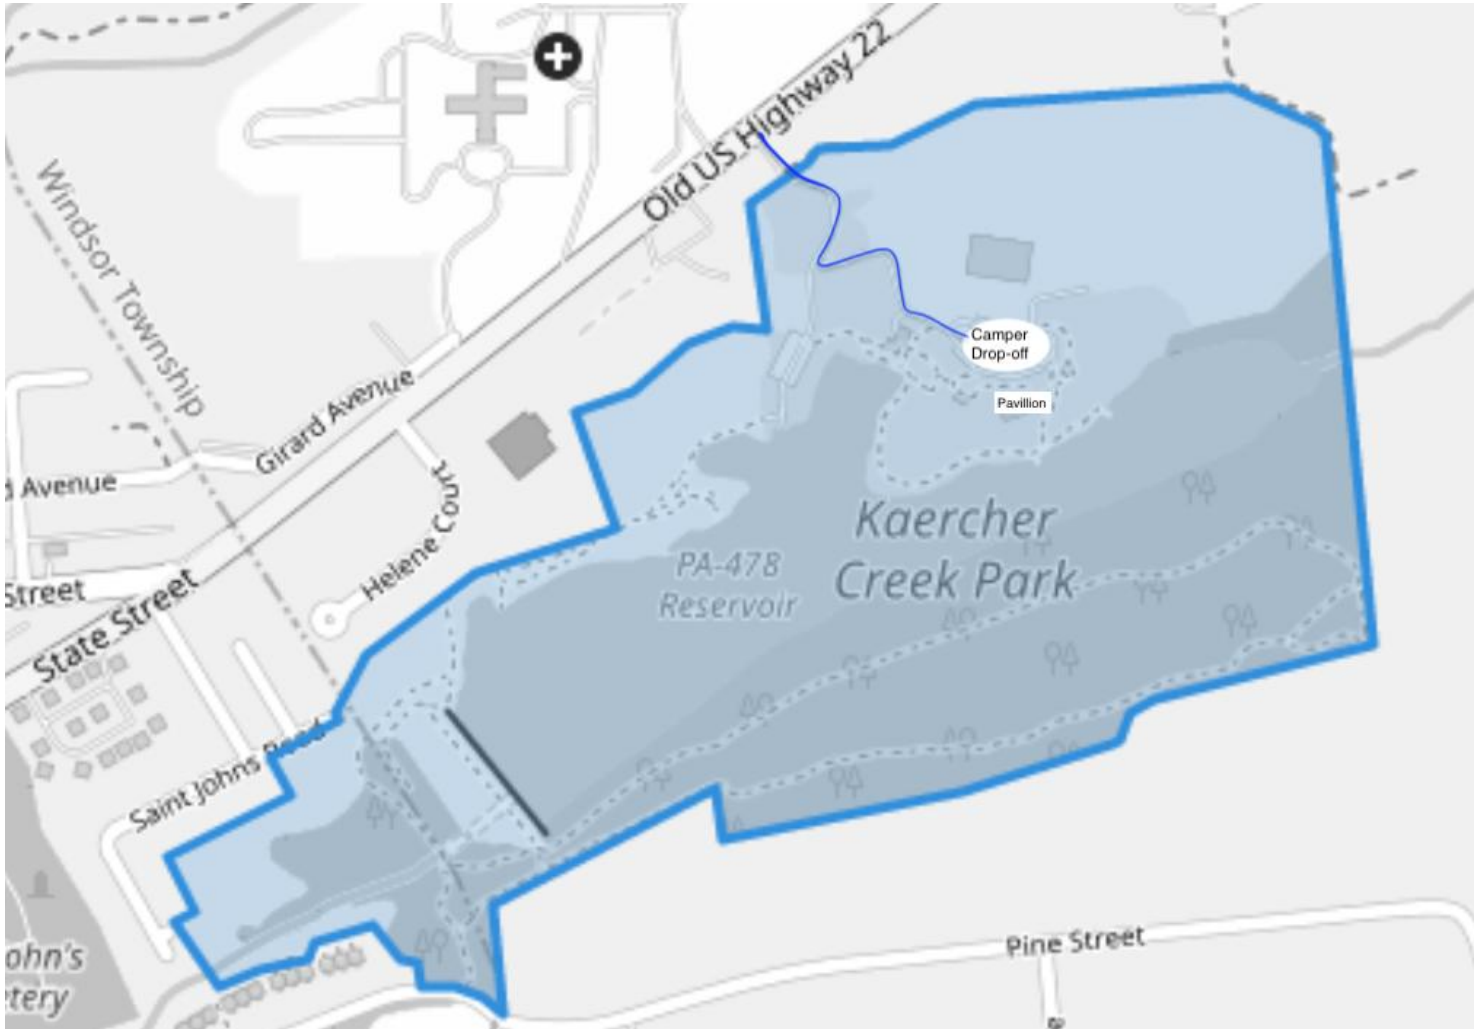 Old US Highway 22
Windsor Township
Camper
Drop-off
Pavillion
Girard Avenue
Avenue
Helene Court
Kaercher
Creek Park
PA-478
Reservoir
Street
State Street
Saint Johns Road
Pine Street
ohn's
tery